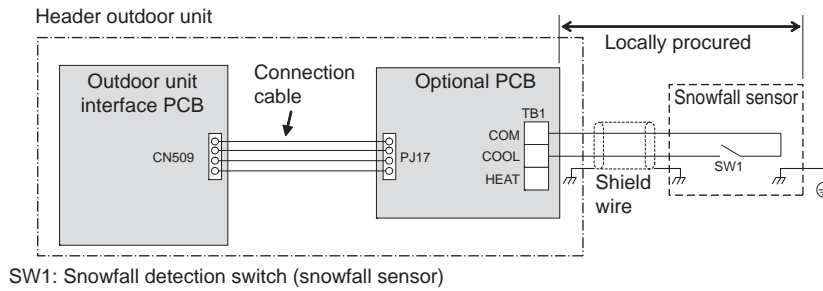 Header outdoor unit
Locally procured
Outdoor unit
interface PCB
Connection
cable
Optional PCB
Snowfall sensor
TB1
COM
CN509
PJ17
COOL
SW1
HEAT
Shield
wire
SW1: Snowfall detection switch (snowfall sensor)